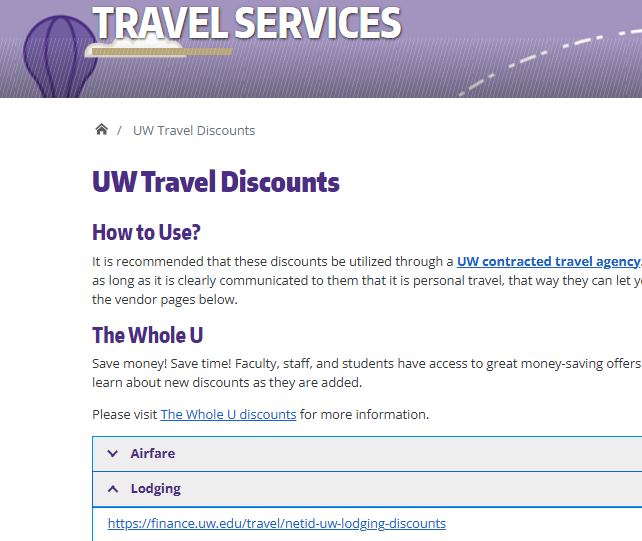 TRAVEL SERVICES
/ UW Travel Discounts
UW Travel Discounts
How to Use?
It is recommended that these discounts be utilized through a UW contracted travel agency.
as long as it is clearly communicated to them that it is personal travel, that way they can let
the vendor pages below.
The Whole U
Save money! Save time! Faculty, staff, and students have access to great money-saving offers
learn about new discounts as they are added.
Please visit The Whole U discounts for more information.
Airfare
Lodging
https://finance.uw.edu/travel/netid-uw-lodging-discounts